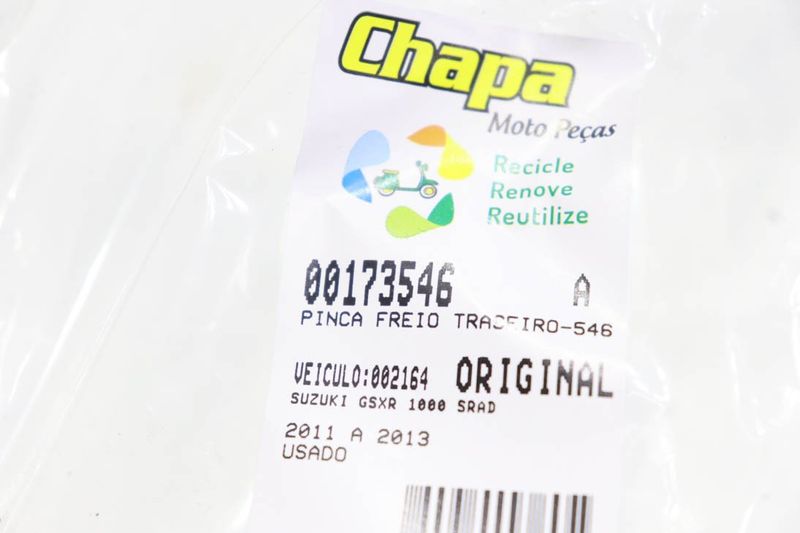 Chapa
Moto Peças
Recicle
Renove
Reutilize
00173546 A
PINCA FREIO TRASEIRO-546
VEICULO:002164 ORIGINAL
SUZUKI GSXR 1000 SRAD
2011 A 2013
USADO